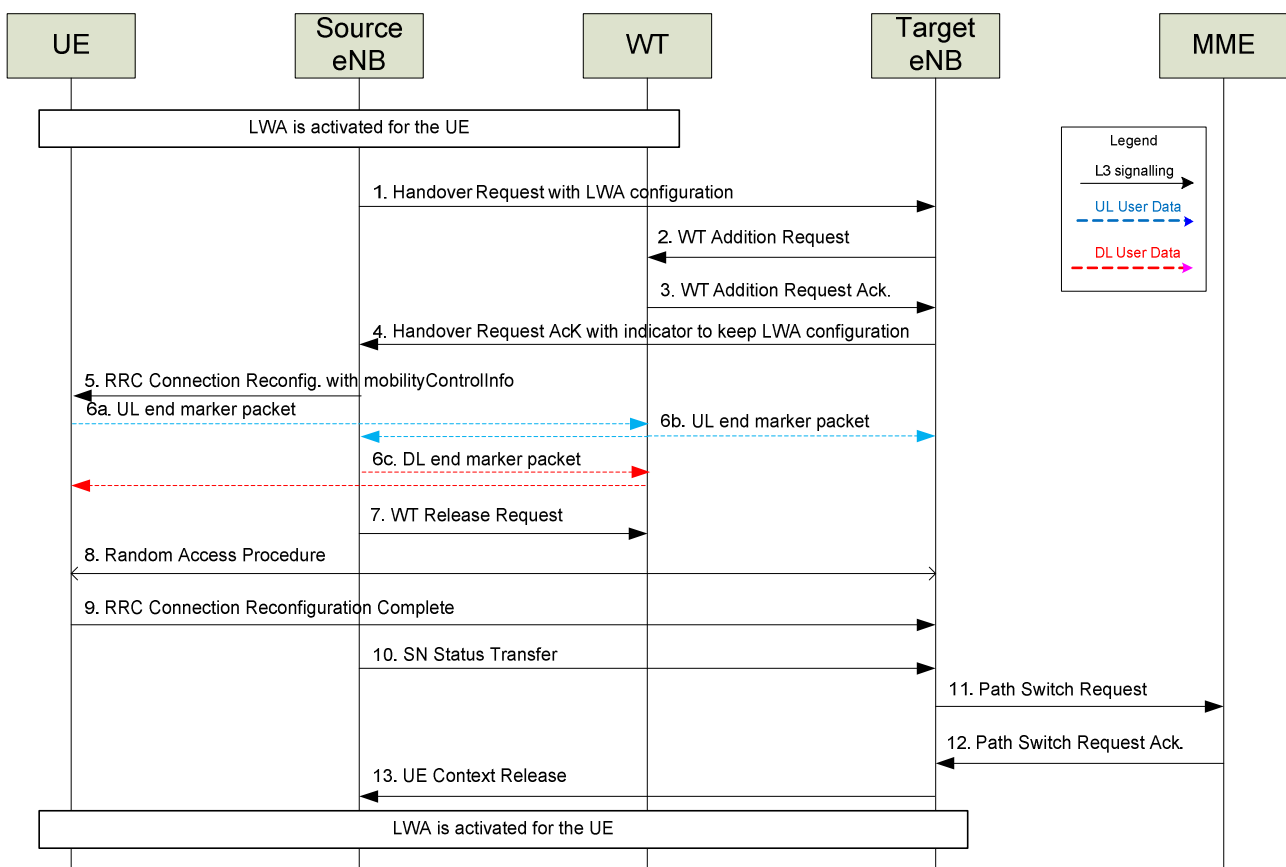 UE
Source
eNB
WT
Target
eNB
MME
LWA is activated for the UE
Legend
L3 signalling
UL User Data
DL User Data
1. Handover Request with LWA configuration
2. WT Addition Request
3. WT Addition Request Ack.
4. Handover Request AcK with indicator to keep LWA configuration
5. RRC Connection Reconfig. with mobilityControlInfo
6a. UL end marker packet
6b. UL end marker packet
6c. DL end marker packet
7. WT Release Request
8. Random Access Procedure
9. RRC Connection Reconfiguration Complete
10. SN Status Transfer
11. Path Switch Request
12. Path Switch Request Ack.
13. UE Context Release
LWA is activated for the UE